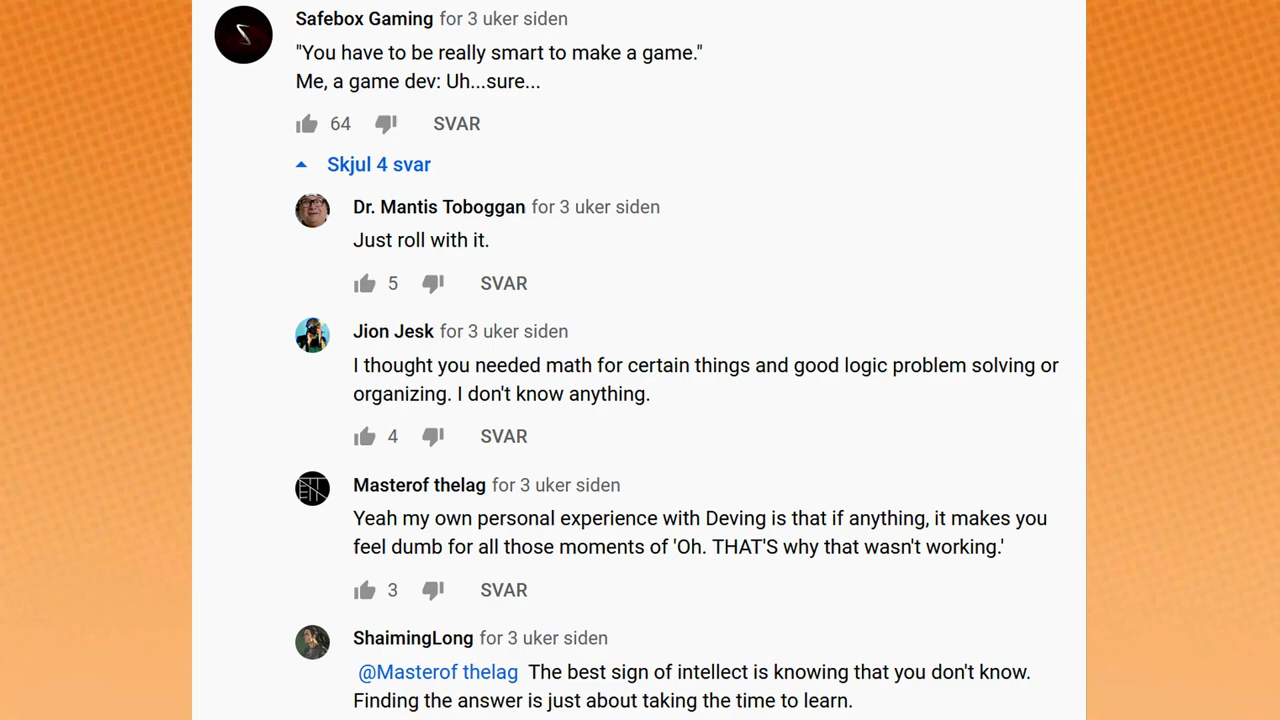 Safebox Gaming for 3 uker siden
"You have to be really smart to make a game."
Me, a game dev: Uh...sure...
64 SVAR
Skjul 4 svar
Dr. Mantis Toboggan for 3 uker siden
Just roll with it.
5 SVAR
Jion Jesk for 3 uker siden
I thought you needed math for certain things and good logic problem solving or
organizing. I don't know anything.
4 SVAR
Masterof thelag for 3 uker siden
Yeah my own personal experience with Deving is that if anything, it makes you
feel dumb for all those moments of 'Oh. THAT'S why that wasn't working.'
3 SVAR
ShaimingLong for 3 uker siden
@Masterof thelag The best sign of intellect is knowing that you don't know.
Finding the answer is just about taking the time to learn.